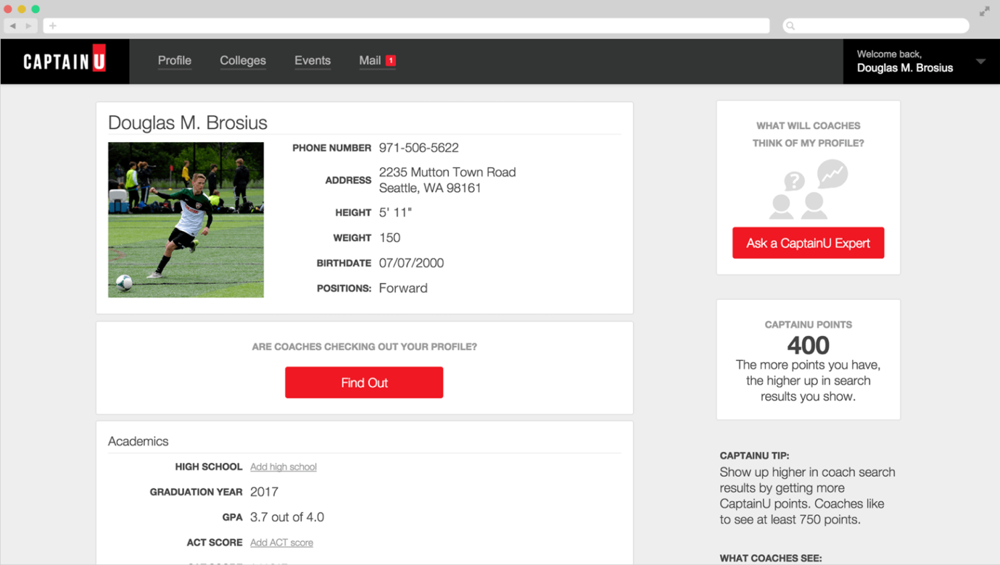 CAPTAIN U
Profile
Colleges
Events
Mail 1
Welcome back,
Douglas M. Brosius
Douglas M. Brosius
PHONE NUMBER 971-506-5622
ADDRESS 2235 Mutton Town Road
Seattle, WA 98161
HEIGHT 5' 11"
WEIGHT 150
BIRTHDATE 07/07/2000
POSITIONS: Forward
ARE COACHES CHECKING OUT YOUR PROFILE?
Find Out
Academics
HIGH SCHOOL Add high school
GRADUATION YEAR 2017
GPA 3.7 out of 4.0
ACT SCORE Add ACT score
WHAT WILL COACHES
THINK OF MY PROFILE?
?
Ask a CaptainU Expert
CAPTAINU POINTS
400
The more points you have,
the higher up in search
results you show.
CAPTAINU TIP:
Show up higher in coach search
results by getting more
CaptainU points. Coaches like
to see at least 750 points.
WHAT COACHES SEE: